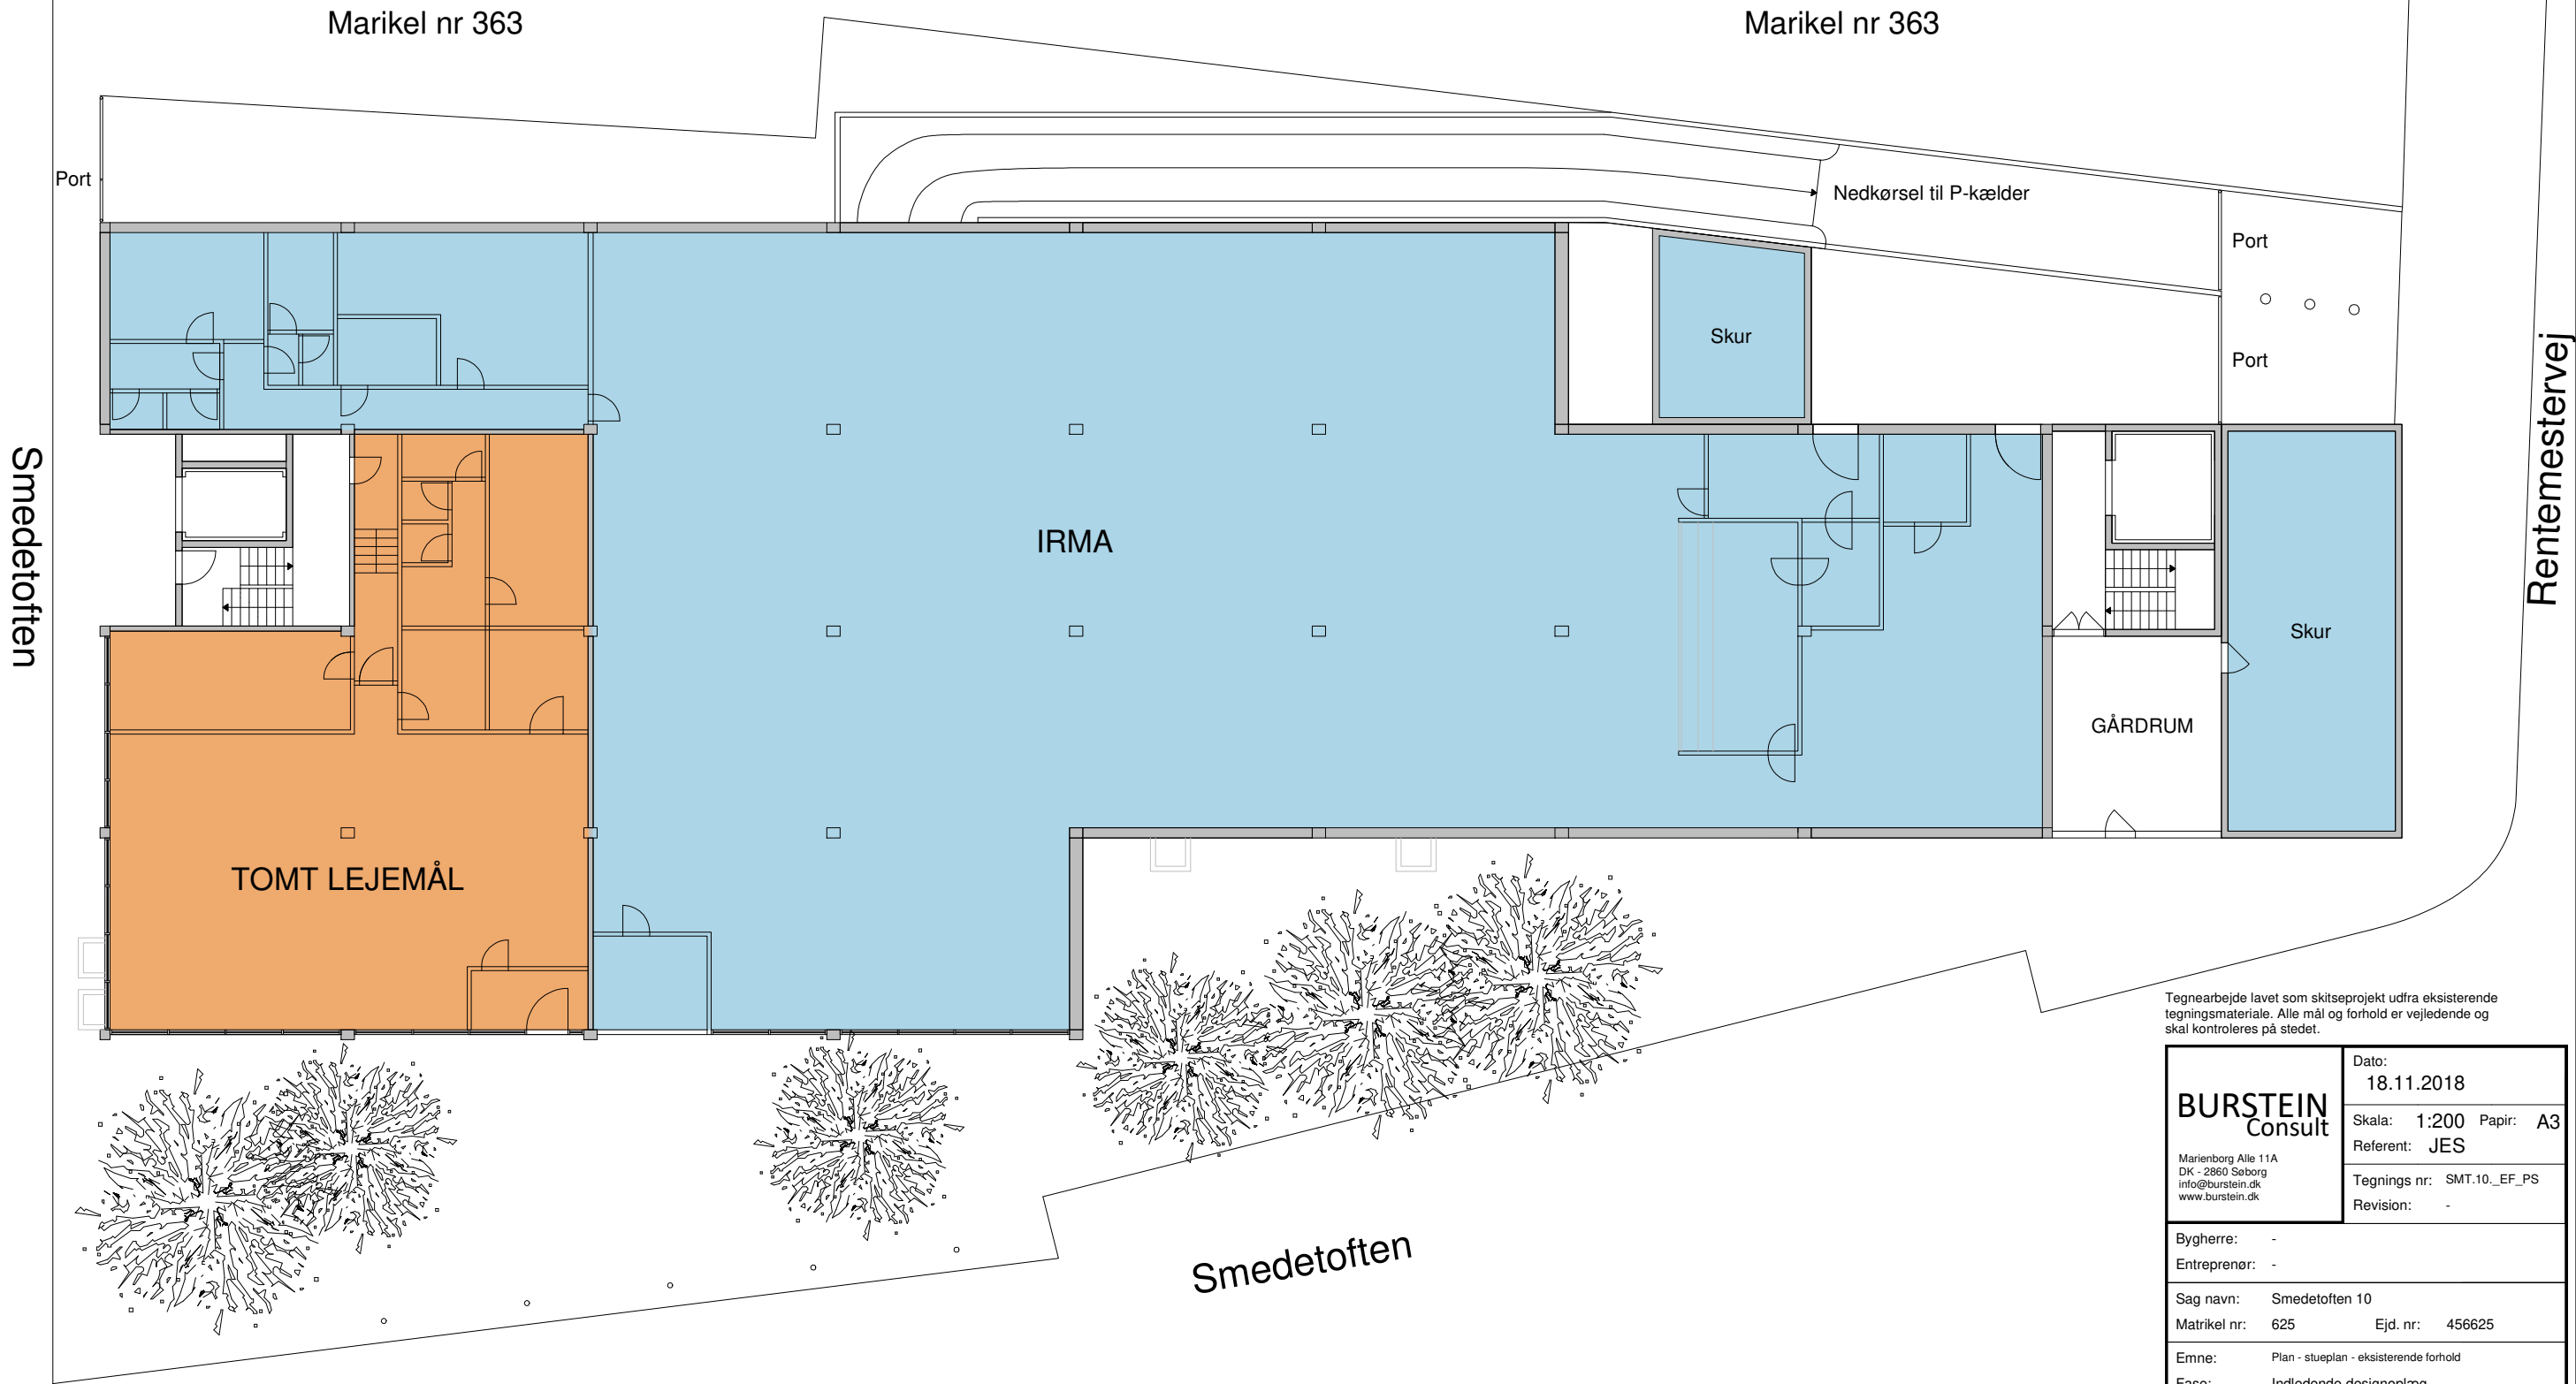 Marikel nr 363
Marikel nr 363
Port
Nedkørsel til P-kælder
Port
Port
Skur
Smedetoften
IRMA
Rentemestervej
Skur
GÅRDRUM
TOMT LEJEMÅL
Smedetoften
Tegnearbejde lavet som skitseprojekt udfra eksisterende
tegningsmateriale. Alle mål og forhold er vejledende og
skal kontroleres på stedet.
BURSTEIN
Consult
Marienborg Alle 11A
DK - 2860 Søborg
info@burstein.dk
www.burstein.dk
Dato:
18.11.2018
Skala: 1:200 Papir: A3
Referent: JES
Tegnings nr: SMT.10._EF_PS
Revision: -
Bygherre: -
Entreprenør: -
Sag navn: Smedetoften 10
Matrikel nr: 625 Ejd. nr: 456625
Emne: Plan - stueplan - eksisterende forhold
Fase: Indledende designoplæg